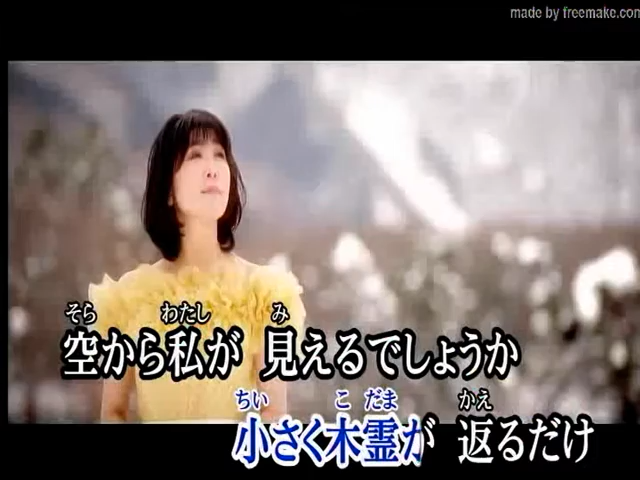 made by freemake.com
そら わたし み
空から私が 見えるでしょうか
ちい こ だま かえ
小さく木霊が 返るだけ